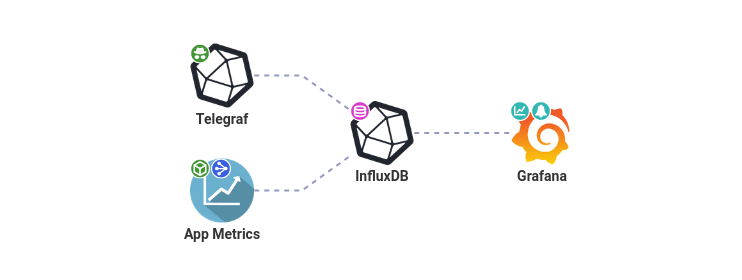 Telegraf
InfluxDB
Grafana
App Metrics